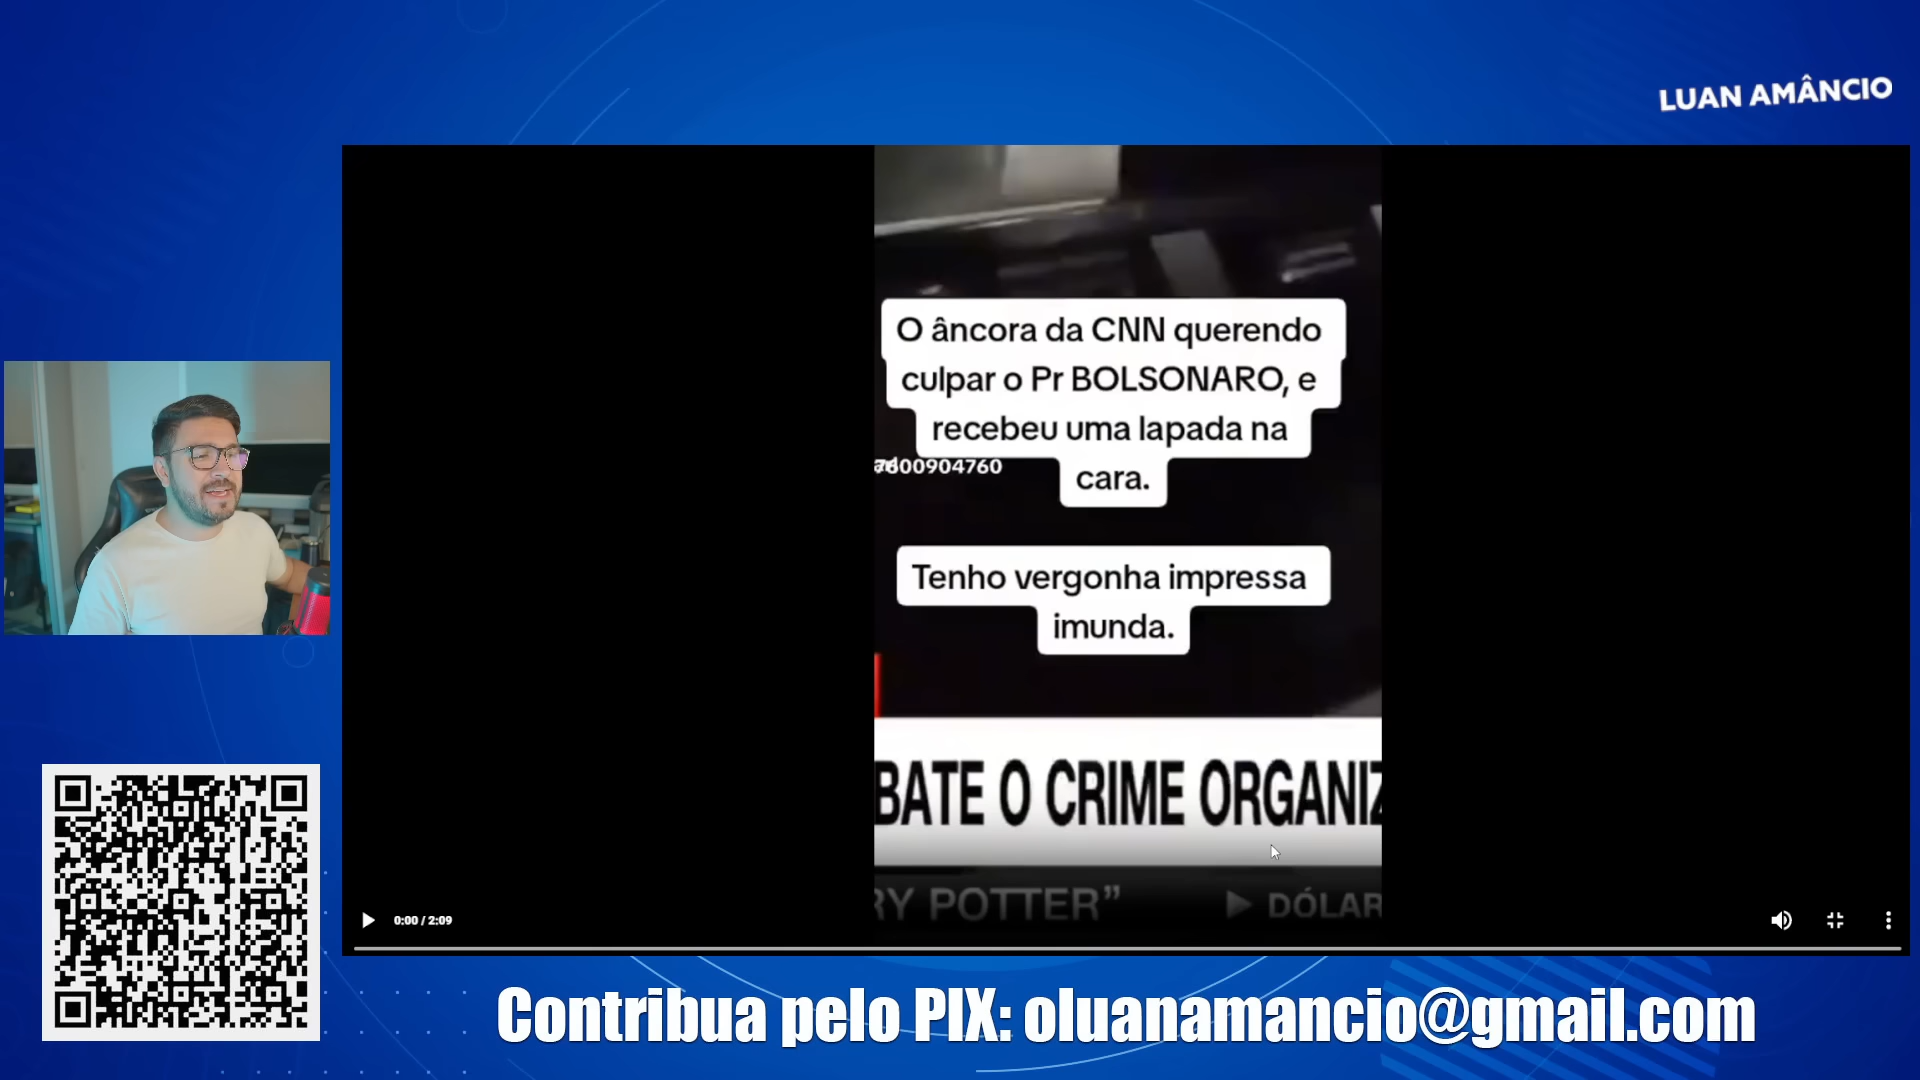 LUAN AMÂNCIO
O âncora da CNN querendo
culpar o Pr BOLSONARO, e
recebeu uma lapada na
cara.
7600904760
Tenho vergonha impressa
imunda.
BATE O CRIME ORGANIZ
RY POTTER” DÓLAR
0:00 / 2:09
Contribua pelo PIX: oluanamancio@gmail.com